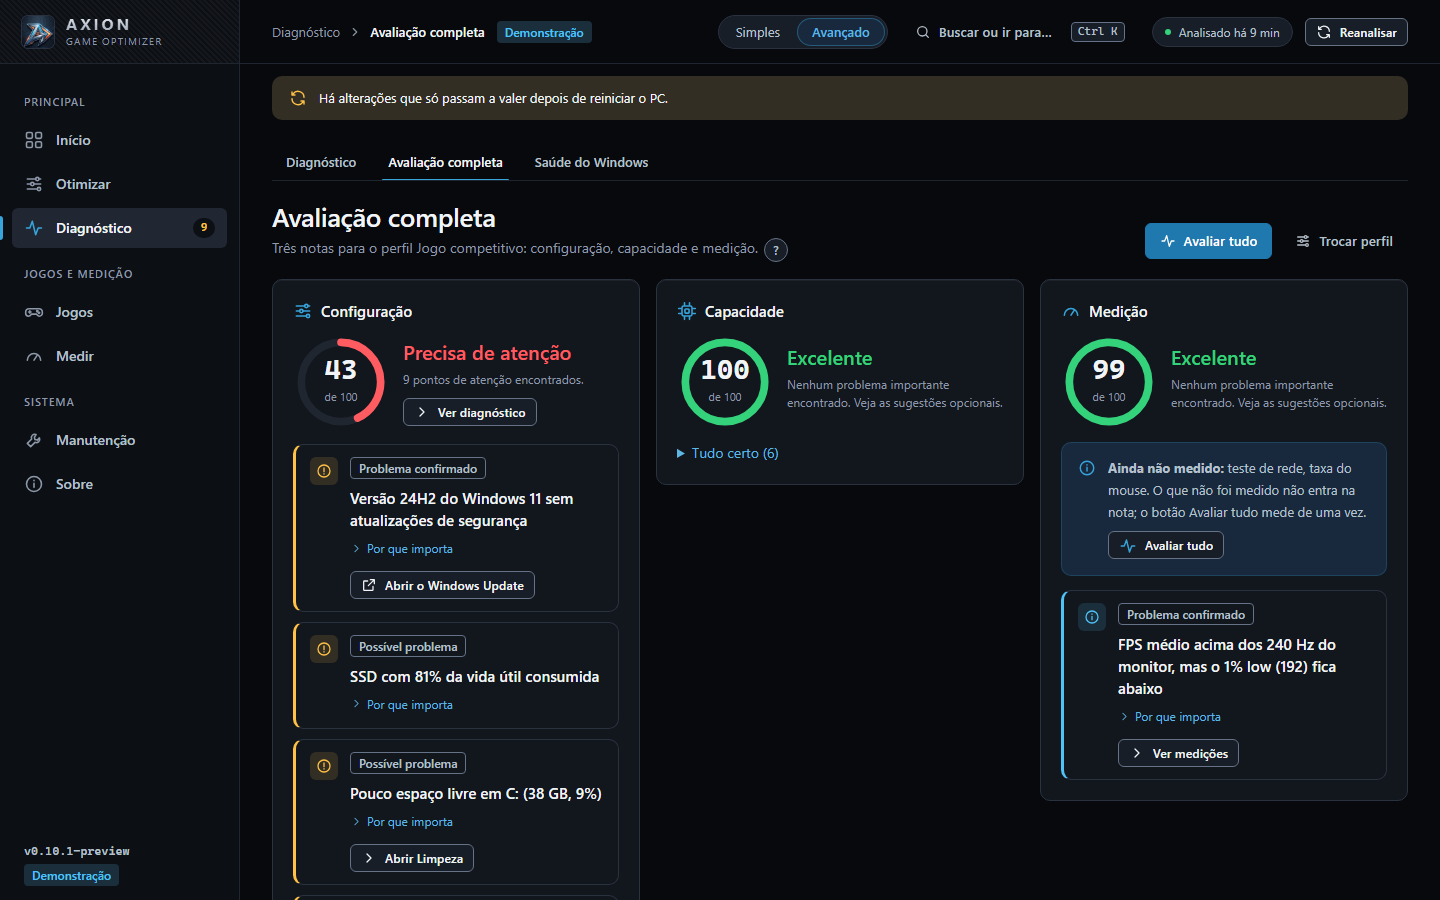 AXION
GAME OPTIMIZER
PRINCIPAL
Início
Otimizar
Diagnóstico
9
JOGOS E MEDIÇÃO
Jogos
Medir
SISTEMA
Manutenção
Sobre
v0.10.1-preview
Demonstração
Diagnóstico
Avaliação completa
Demonstração
Simples
Avançado
Buscar ou ir para...
Ctrl K
Analisado há 9 min
Reanalisar
Há alterações que só passam a valer depois de reiniciar o PC.
Diagnóstico
Avaliação completa
Saúde do Windows
Avaliação completa
Três notas para o perfil Jogo competitivo: configuração, capacidade e medição.
?
Avaliar tudo
Trocar perfil
Configuração
43
de 100
Precisa de atenção
9 pontos de atenção encontrados.
Ver diagnóstico
Problema confirmado
Versão 24H2 do Windows 11 sem
atualizações de segurança
Por que importa
Abrir o Windows Update
Possível problema
SSD com 81% da vida útil consumida
Por que importa
Possível problema
Pouco espaço livre em C: (38 GB, 9%)
Por que importa
Abrir Limpeza
Capacidade
100
de 100
Excelente
Nenhum problema importante
encontrado. Veja as sugestões opcionais.
Tudo certo (6)
Medição
99
de 100
Excelente
Nenhum problema importante
encontrado. Veja as sugestões opcionais.
Ainda não medido: teste de rede, taxa do
mouse. O que não foi medido não entra na
nota; o botão Avaliar tudo mede de uma vez.
Avaliar tudo
Problema confirmado
FPS médio acima dos 240 Hz do
monitor, mas o 1% low (192) fica
abaixo
Por que importa
Ver medições